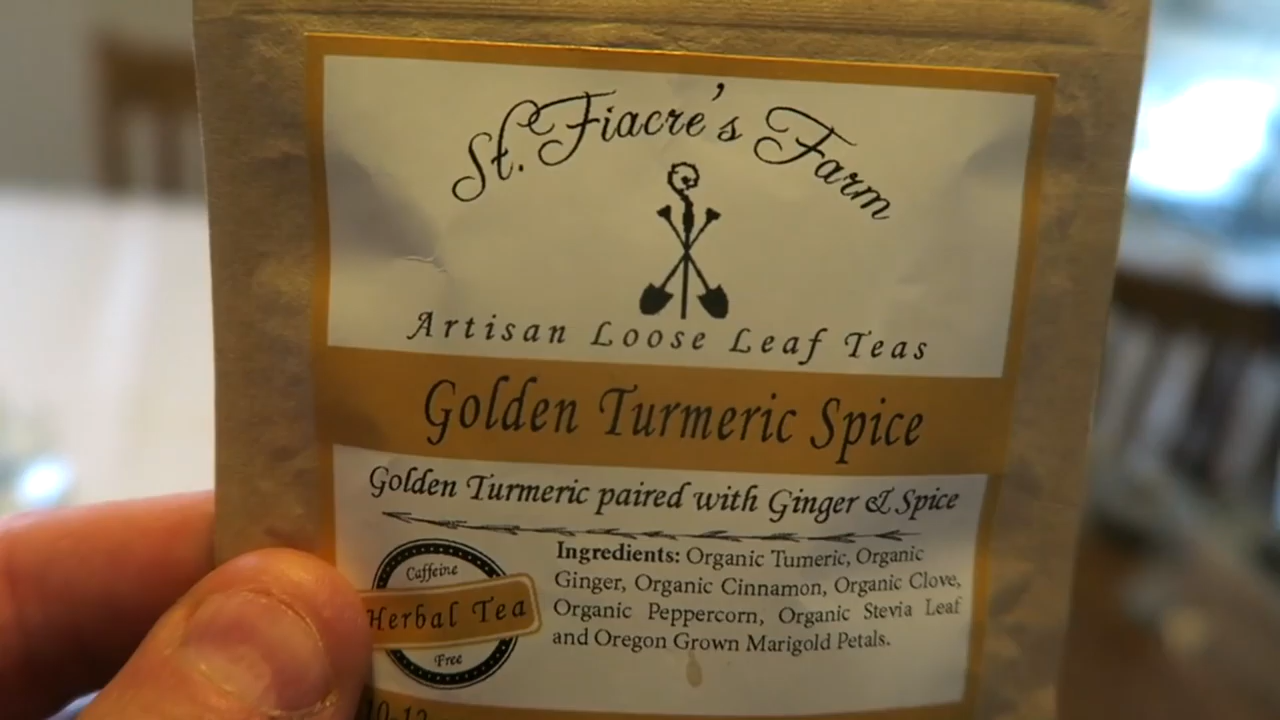 St. Fiacre's Farm
Artisan Loose Leaf Teas
Golden Turmeric Spice
Golden Turmeric paired with Ginger & Spice
Caffeine
Herbal Tea
Free
Ingredients: Organic Tumeric, Organic
Ginger, Organic Cinnamon, Organic Clove,
Organic Peppercorn, Organic Stevia Leaf
and Oregon Grown Marigold Petals.